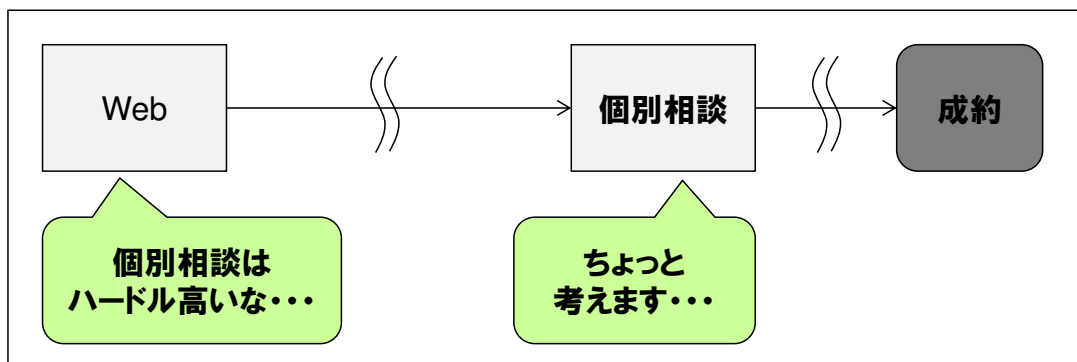 Web
個別相談
成約
個別相談は
ハードル高いな・・・
ちょっと
考えます・・・